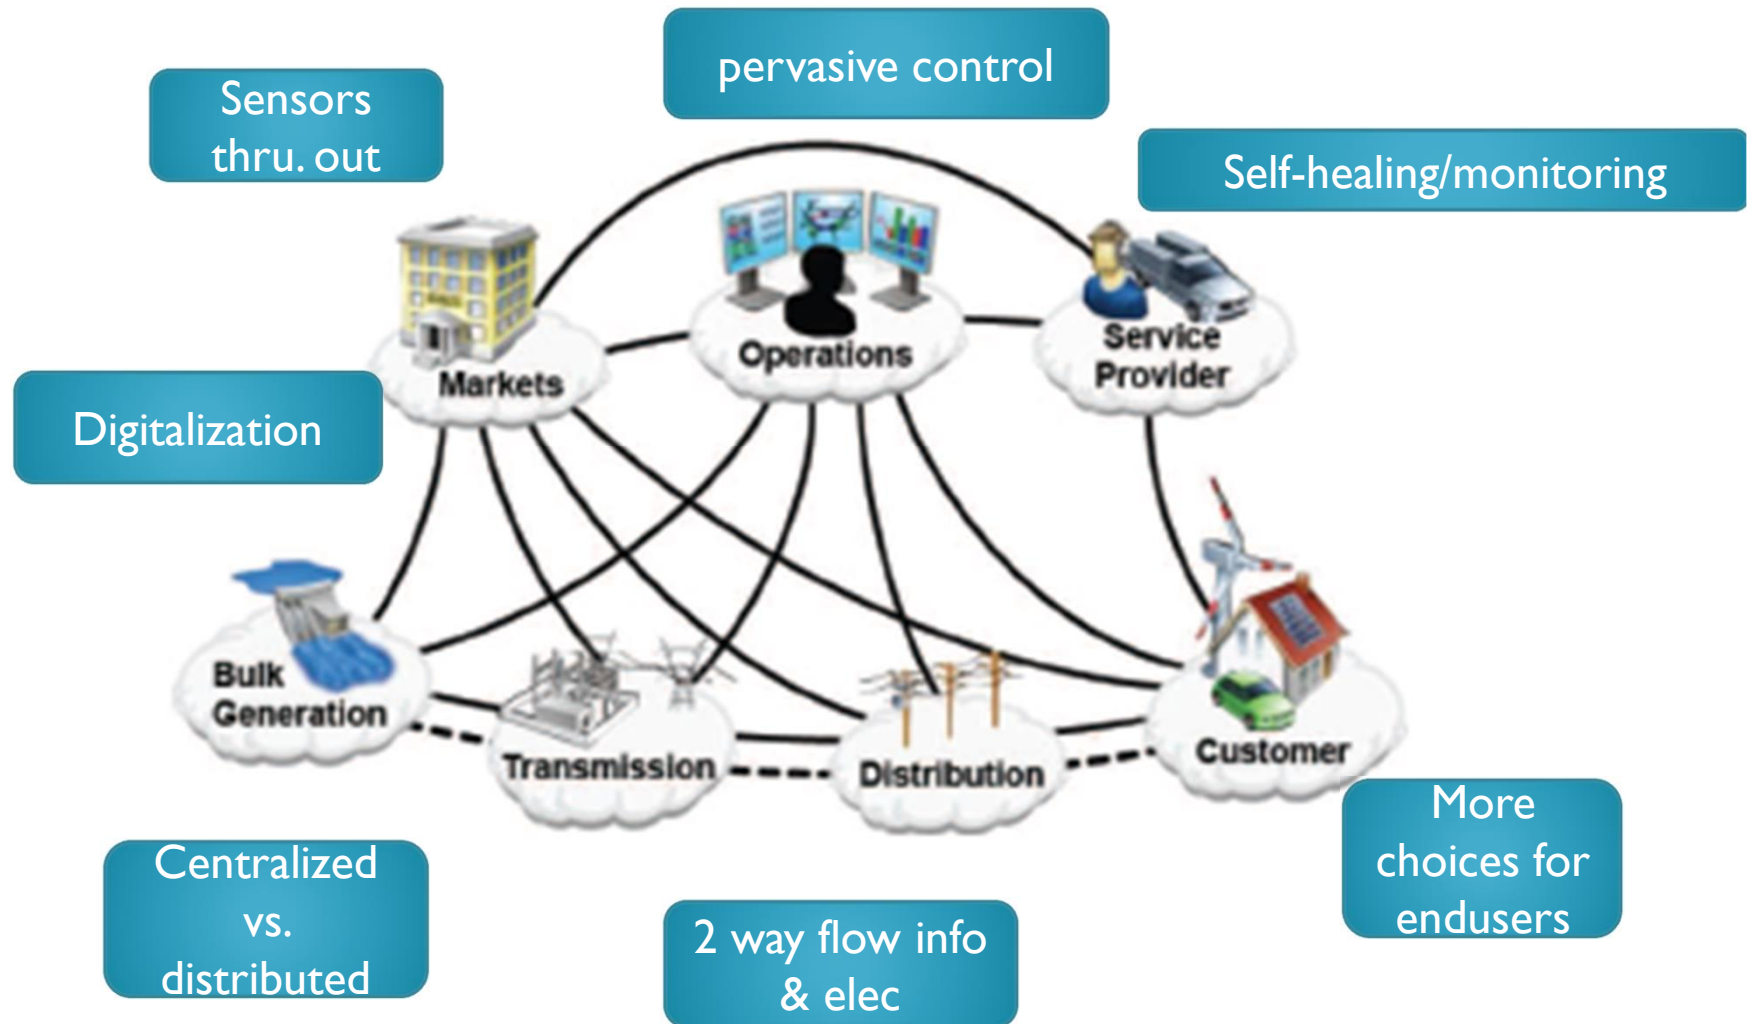 pervasive control
Sensors
thru. out
Self-healing/monitoring
Operations
Service
Provider
Markets
Digitalization
Bulk
Generation
Transmission
Distribution
Customer
More
choices for
endusers
Centralized
vs.
distributed
2 way flow info
& elec